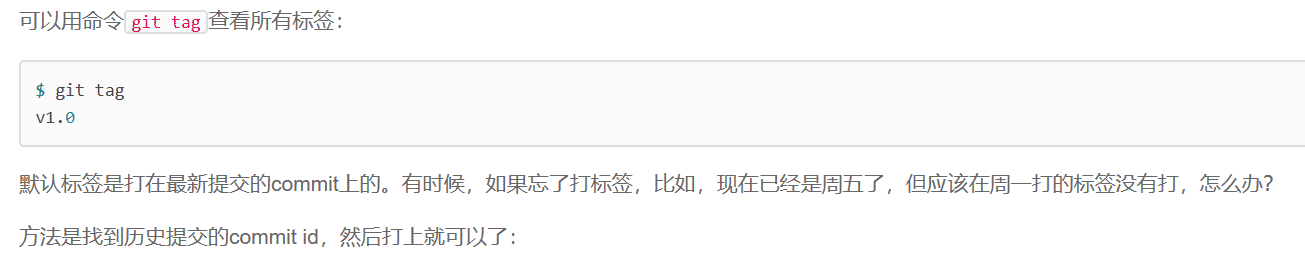 可以用命令git tag查看所有标签：
$ git tag
v1.0
默认标签是打在最新提交的commit上的。有时候，如果忘了打标签，比如，现在已经是周五了，但应该在周一打的标签没有打，怎么办？
方法是找到历史提交的commit id，然后打上就可以了：